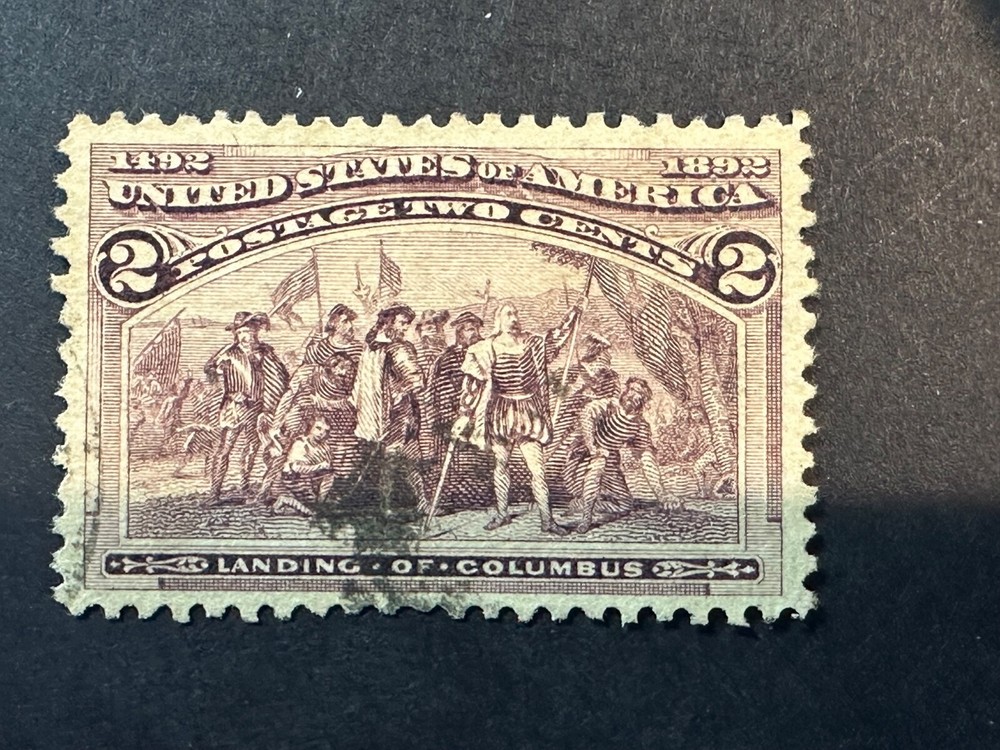 1492 1892
UNITED STATES OF AMERICA
POSTAGE TWO CENTS
2 2
LANDING · OF · COLUMBUS